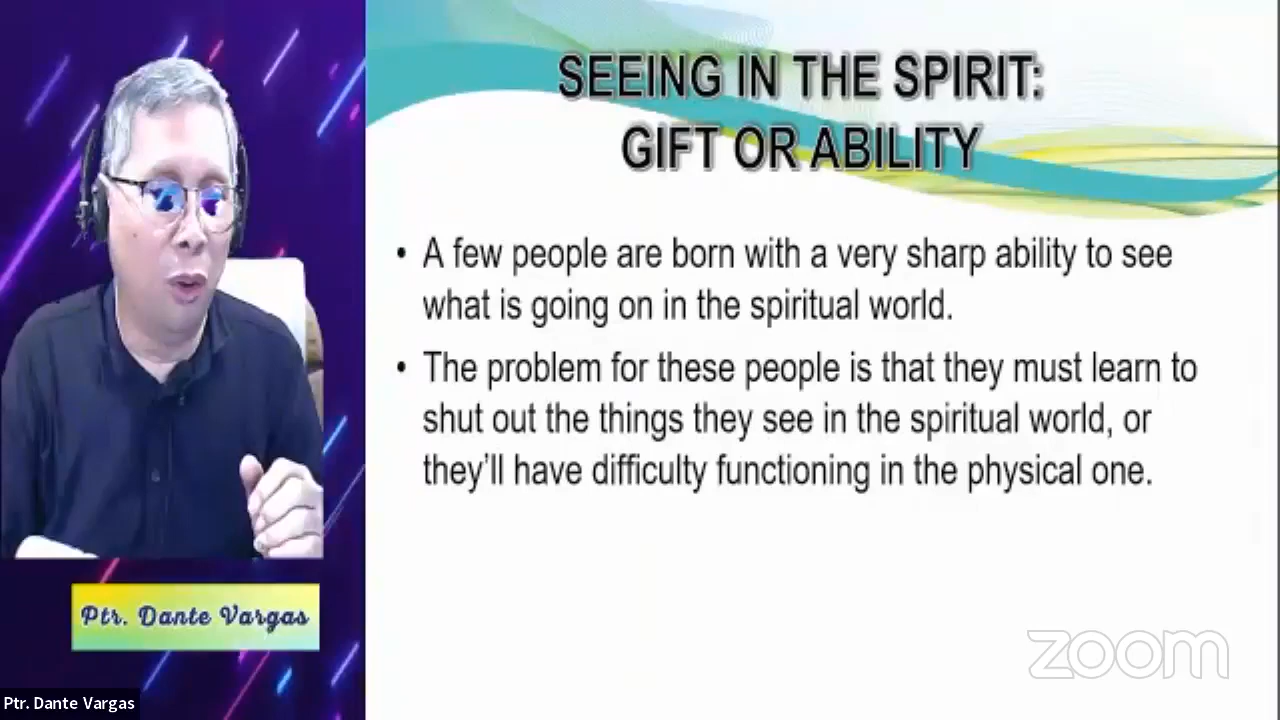 SEEING IN THE SPIRIT:
GIFT OR ABILITY
• A few people are born with a very sharp ability to see
what is going on in the spiritual world.
• The problem for these people is that they must learn to
shut out the things they see in the spiritual world, or
they’ll have difficulty functioning in the physical one.
Ptr. Dante Vargas
zoom
Ptr. Dante Vargas